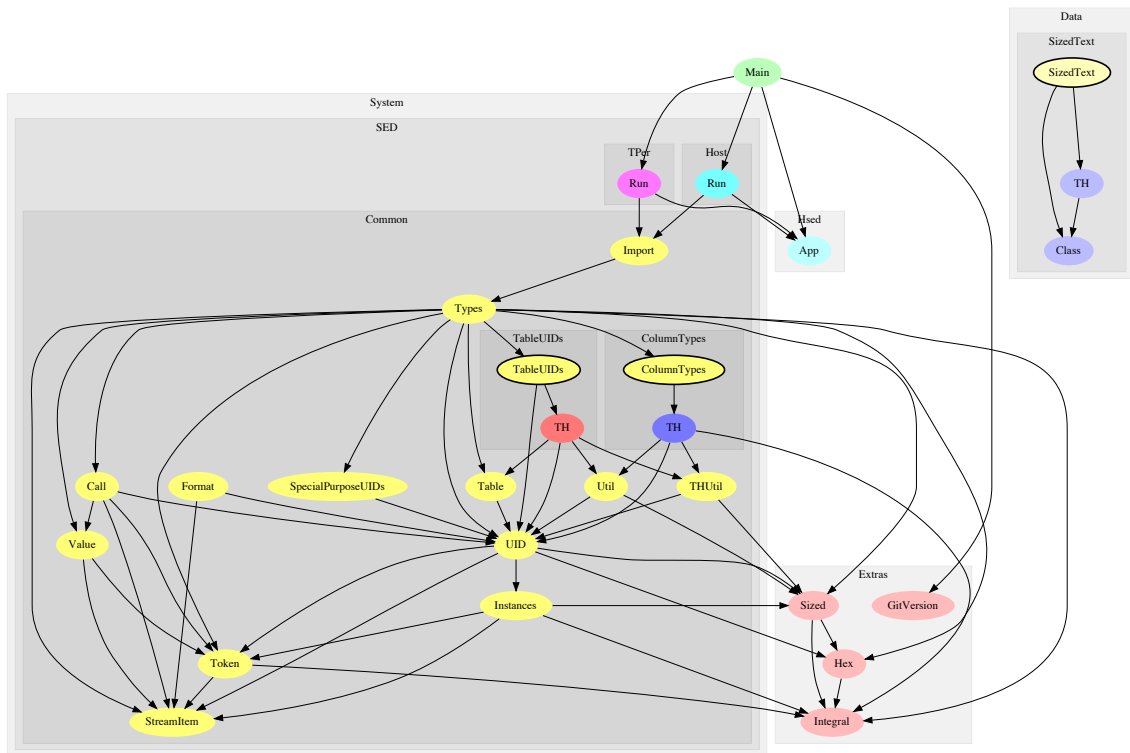 Data
SizedText
Main
SizedText
System
SED
TPer
Host
Run
Run
TH
Common
Hsed
Import
App
Class
Types
TableUIDs
ColumnTypes
TableUIDs
ColumnTypes
TH
TH
Call
Format
SpecialPurposeUIDs
Table
Util
THUtil
Value
UID
Extras
Instances
Sized
GitVersion
Token
Hex
StreamItem
Integral